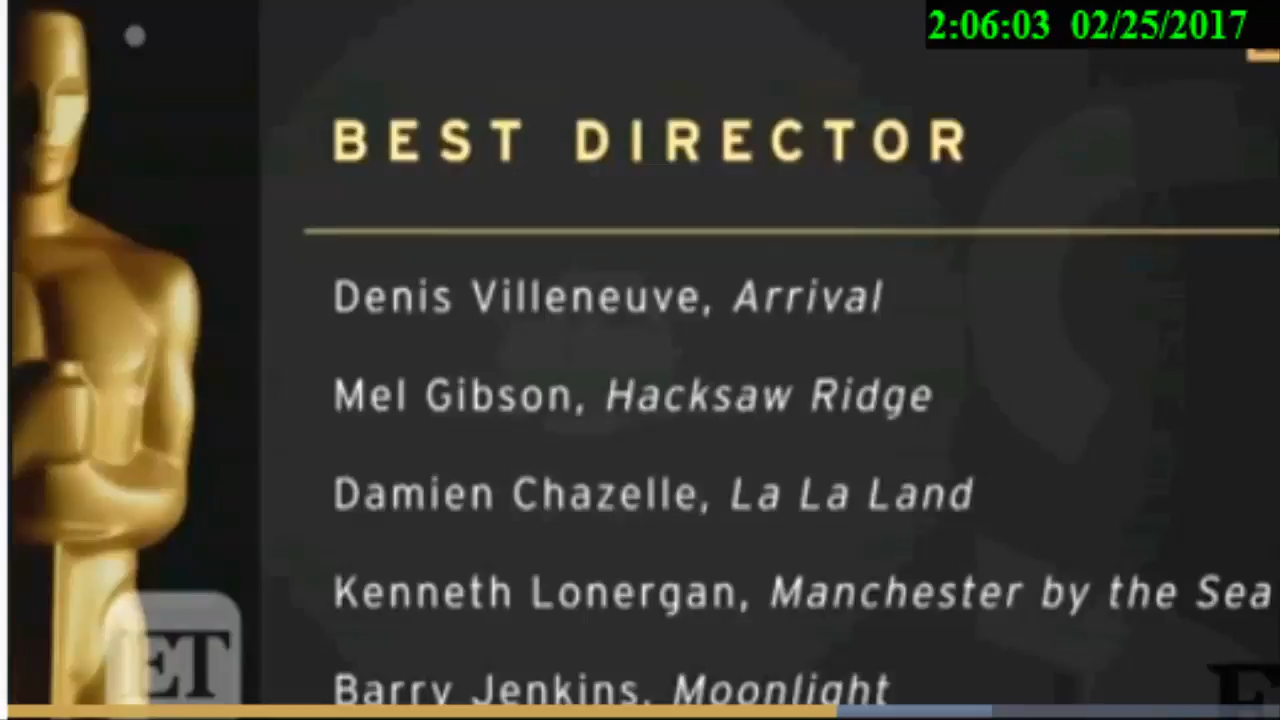 2:06:03 02/25/2017
BEST DIRECTOR
Denis Villeneuve, Arrival
Mel Gibson, Hacksaw Ridge
Damien Chazelle, La La Land
Kenneth Lonergan, Manchester by the Sea
Barry Jenkins, Moonlight
ET